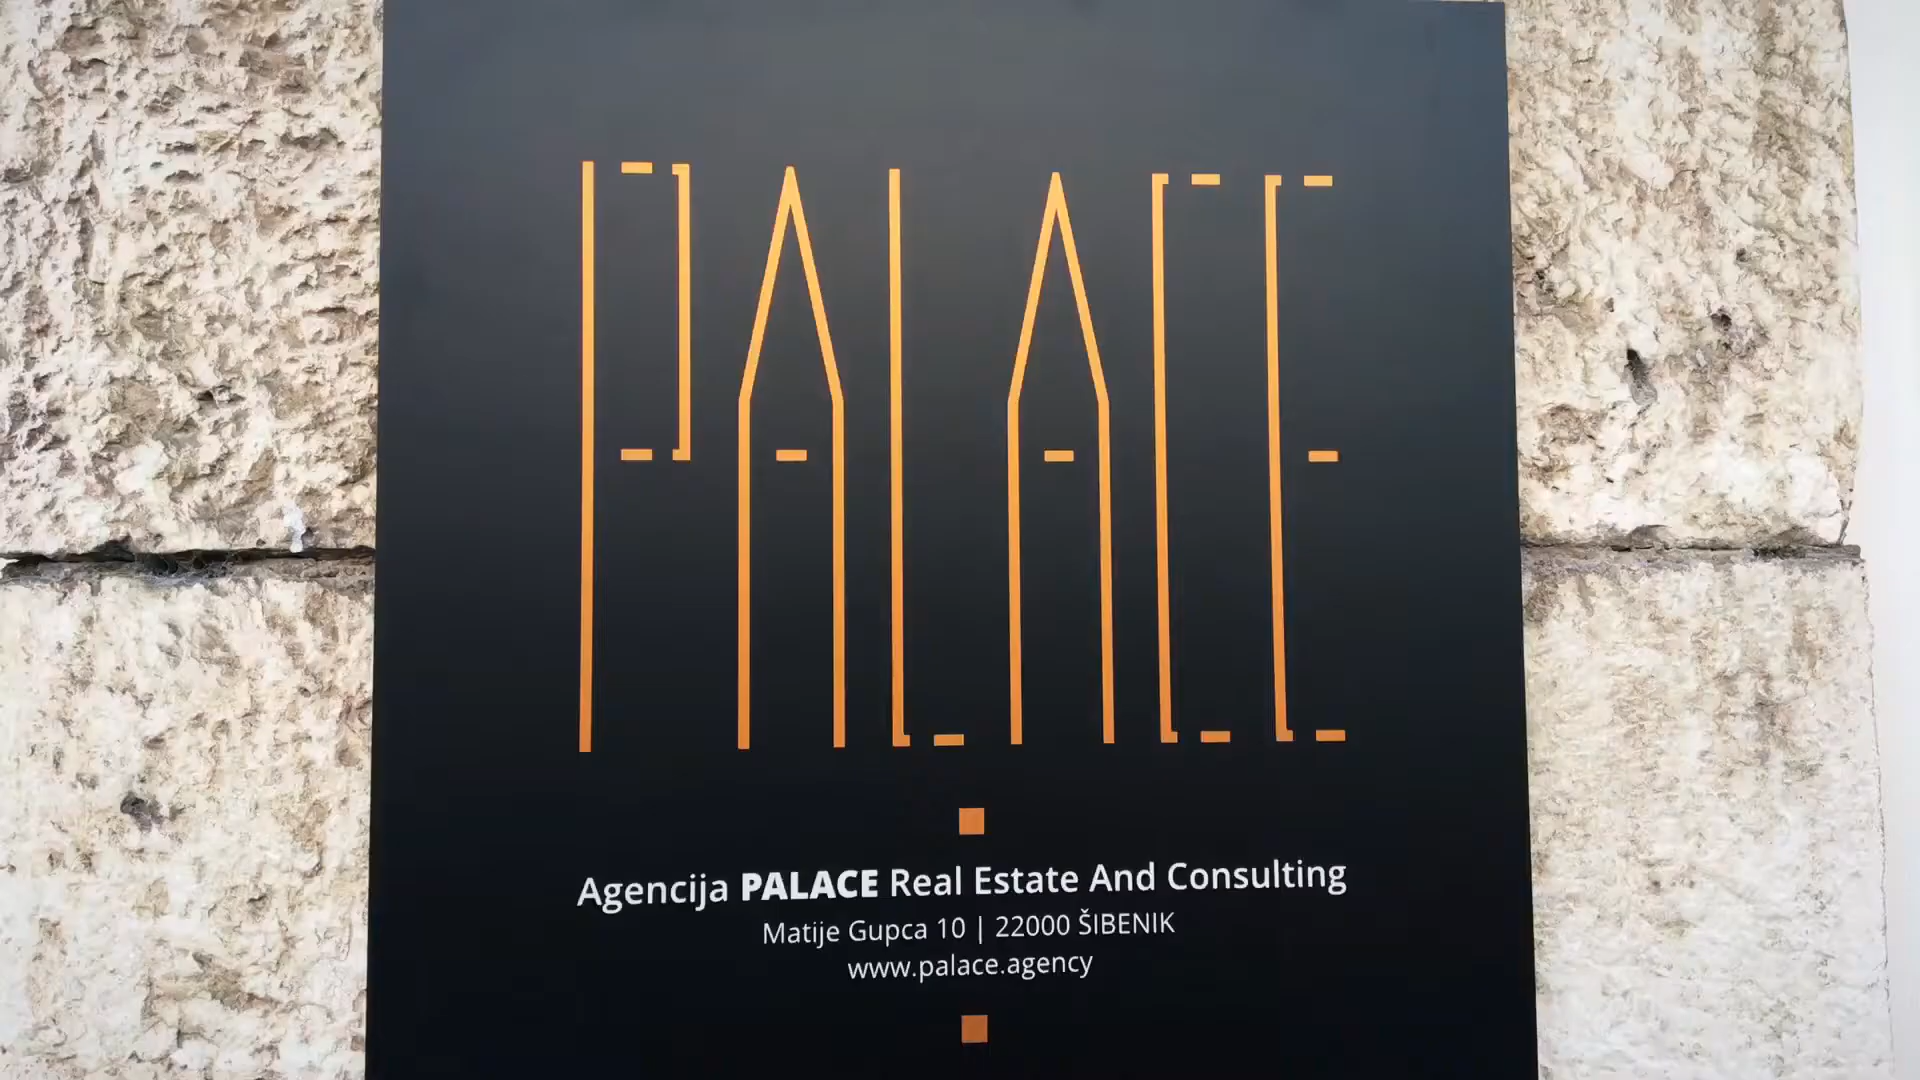 PALACE
Agencija PALACE Real Estate And Consulting
Matije Gupca 10 | 22000 ŠIBENIK
www.palace.agency